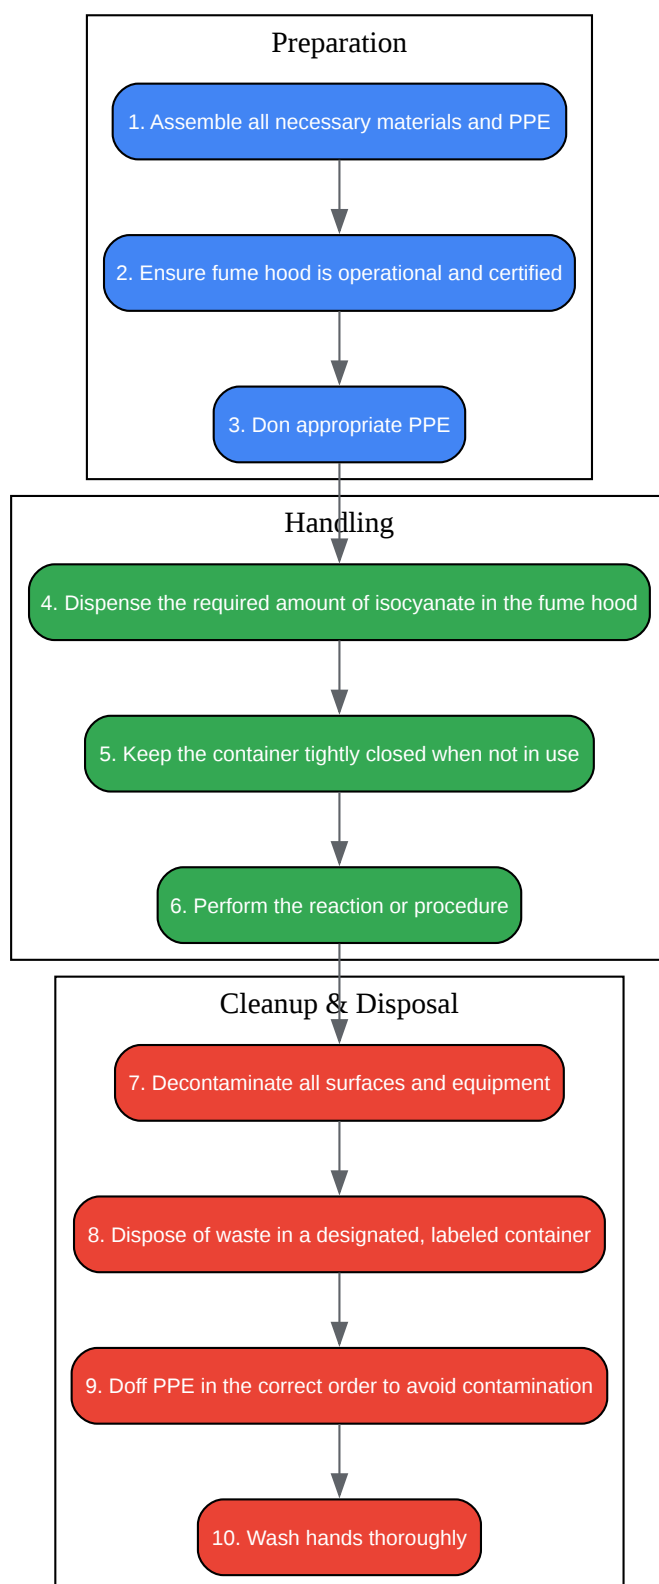 Preparation
1. Assemble all necessary materials and PPE
2. Ensure fume hood is operational and certified
3. Don appropriate PPE
Handling
4. Dispense the required amount of isocyanate in the fume hood
5. Keep the container tightly closed when not in use
6. Perform the reaction or procedure
Cleanup & Disposal
7. Decontaminate all surfaces and equipment
8. Dispose of waste in a designated, labeled container
9. Doff PPE in the correct order to avoid contamination
10. Wash hands thoroughly